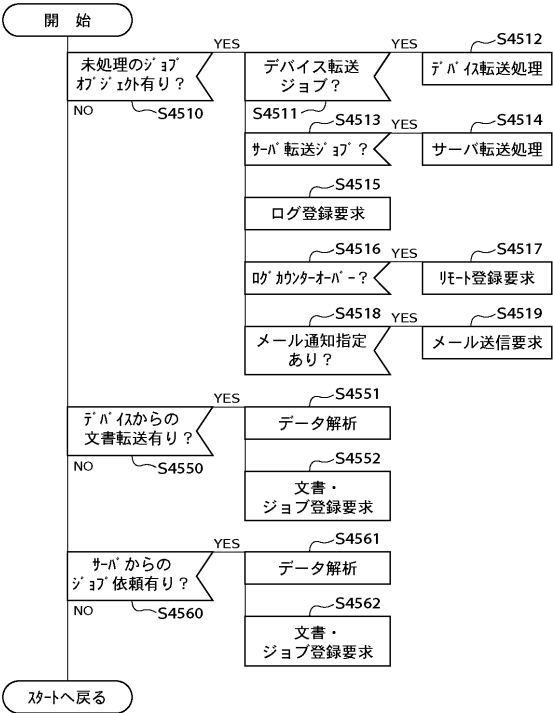 開 始
YES
YES
S4512
未処理のｼﾞｮﾌﾞ
ｵﾌﾞｼﾞｪｸﾄ有り？
デバイス転送
ジョブ？
ﾃﾞﾊﾞｲｽ転送処理
NO
S4510
S4511
S4513
YES
S4514
ｻｰﾊﾞ転送ｼﾞｮﾌﾞ？
サーバ転送処理
S4515
ログ登録要求
S4516
YES
S4517
ﾛｸﾞｶｳﾝﾀｰｵｰﾊﾞｰ？
ﾘﾓｰﾄ登録要求
S4518
YES
S4519
メール通知指定
あり？
メール送信要求
YES
S4551
ﾃﾞﾊﾞｲｽからの
文書転送有り？
データ解析
NO
S4550
S4552
文書・
ジョブ登録要求
YES
S4561
ｻｰﾊﾞからの
ｼﾞｮﾌﾞ依頼有り？
データ解析
NO
S4560
S4562
文書・
ジョブ登録要求
ｽﾀｰﾄへ戻る